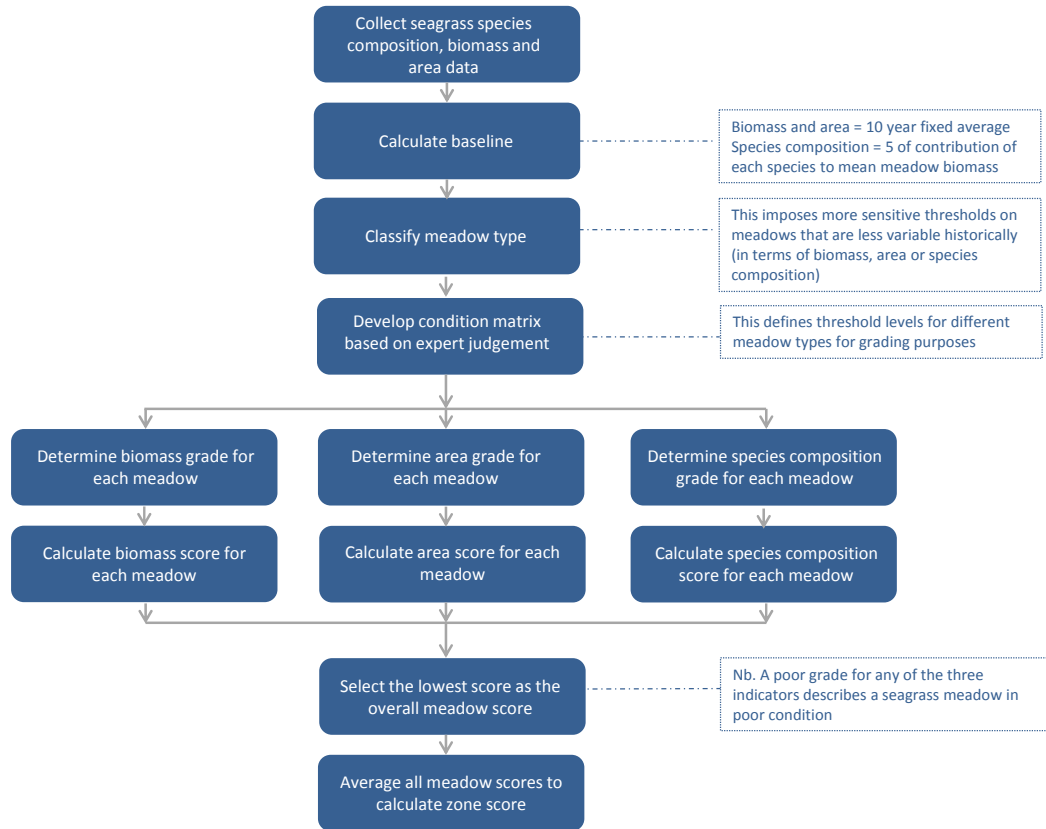 Collect seagrass species
composition, biomass and
area data
Calculate baseline
Biomass and area = 10 year fixed average
Species composition = 5 of contribution of
each species to mean meadow biomass
Classify meadow type
This imposes more sensitive thresholds on
meadows that are less variable historically
(in terms of biomass, area or species
composition)
Develop condition matrix
based on expert judgement
This defines threshold levels for different
meadow types for grading purposes
Determine biomass grade for
each meadow
Determine area grade for
each meadow
Determine species composition
grade for each meadow
Calculate biomass score for
each meadow
Calculate area score for each
meadow
Calculate species composition
score for each meadow
Select the lowest score as the
overall meadow score
Nb. A poor grade for any of the three
indicators describes a seagrass meadow in
poor condition
Average all meadow scores to
calculate zone score